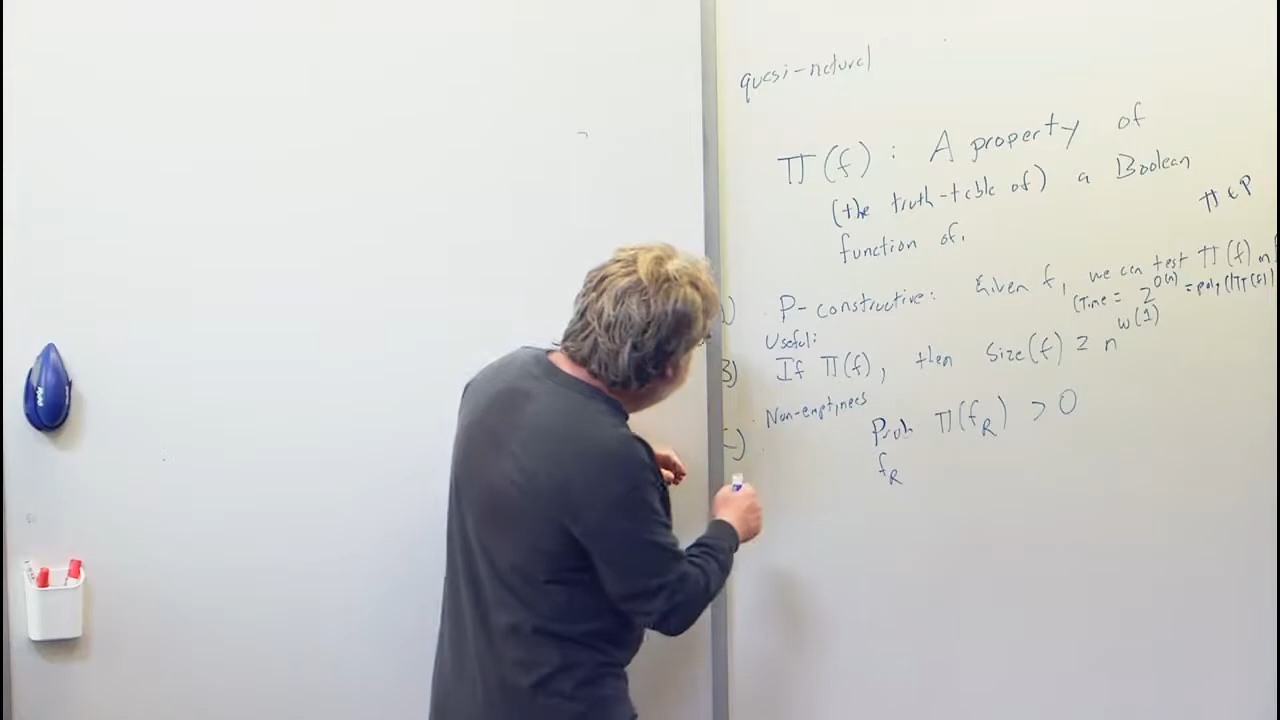 quasi-natural
Π(f): A property of
(the truth-table of) a Boolean
function of.
Π ∈ P
P-constructive: Given f, we can test Π(f) in
(Time = 2^{O(n)} = poly(|TT(f)|)
Useful:
B) If Π(f), then Size(f) ≥ n^{ω(1)}
Non-emptiness
C) Prob Π(f_R) > 0
f_R